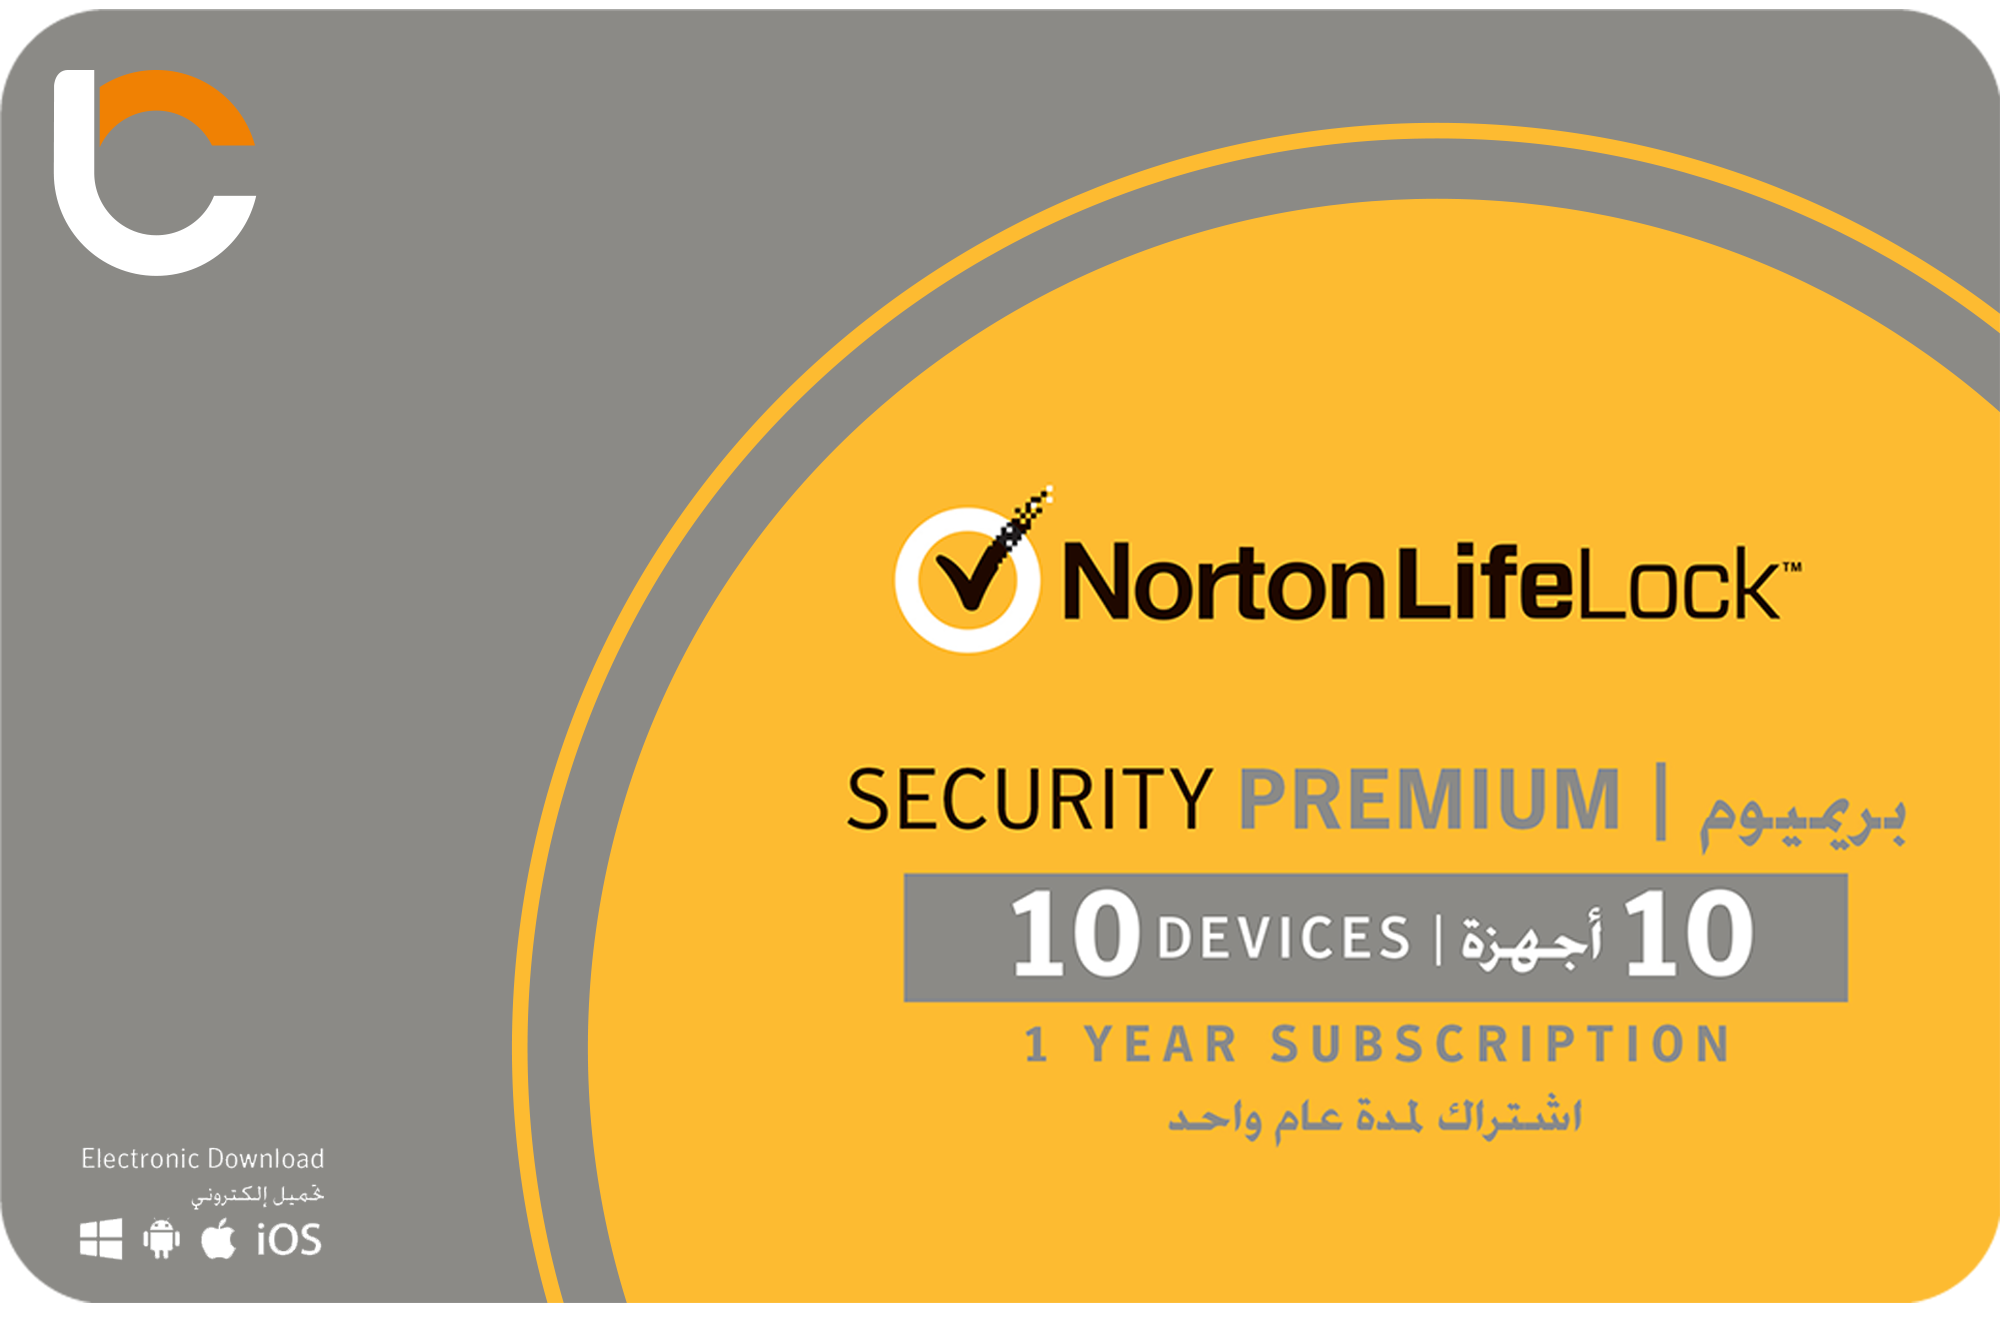 NortonLifeLock™
SECURITY PREMIUM | بريميوم
10 DEVICES | أجهزة 10
1 YEAR SUBSCRIPTION
اشتراك لمدة عام واحد
Electronic Download
تحميل إلكتروني
iOS